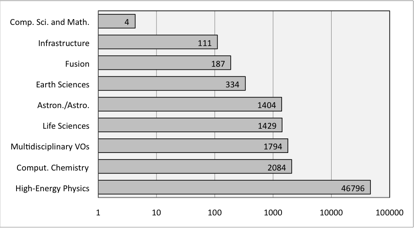 Comp. Sci. and Math. 4
Infrastructure 111
Fusion 187
Earth Sciences 334
Astron./Astro. 1404
Life Sciences 1429
Multidisciplinary VOs 1794
Comput. Chemistry 2084
High-Energy Physics 46796
1 10 100 1000 10000 100000